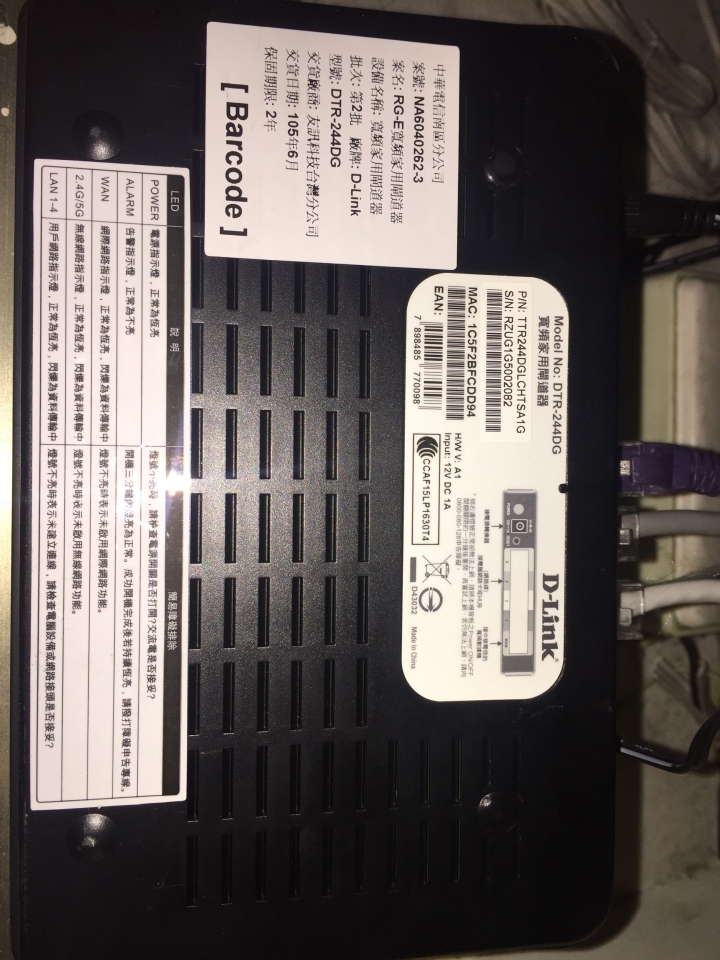 中華電信南區分公司
案號: NA6040262-3
案名: RG-E寬頻家用閘道器
設備名稱: 寬頻家用閘道器
批次: 第2批 廠牌: D-Link
型號: DTR-244DG
交貨廠商: 友訊科技台灣分公司
交貨日期: 105年6月
保固期限: 2年
[ Barcode ]
Model No: DTR-244DG
寬頻家用閘道器
P/N: 1TR244DGLCHTSA1G
S/N: RZUG1G5002082
MAC: 1C5F2BFCDD94
EAN:
7 898485 770098
H/W V: A1
Input: 12V DC 1A
CCAF15LP1630T4
D-Link
D43032
Made in China
LED 說明 簡易障礙排除
POWER 電源指示燈，正常為恆亮 燈號不亮時，請檢查電源開關是否打開?交流電是否接妥?
ALARM 告警指示燈，正常為不亮 開機三分鐘內恆亮為正常。成功開機完成後若持續恆亮，請撥打障礙申告專線。
WAN 網際網路指示燈，正常為恆亮，閃爍為資料傳輸中 燈號不亮時表示未啟用網際網路功能。
2.4G/5G 無線網路指示燈，正常為恆亮，閃爍為資料傳輸中 燈號不亮時表示未啟用無線網路功能。
LAN 1-4 用戶網路指示燈，正常為恆亮，閃爍為資料傳輸中 燈號不亮時表示未建立連線，請檢查電腦設備或網路接頭是否接妥?